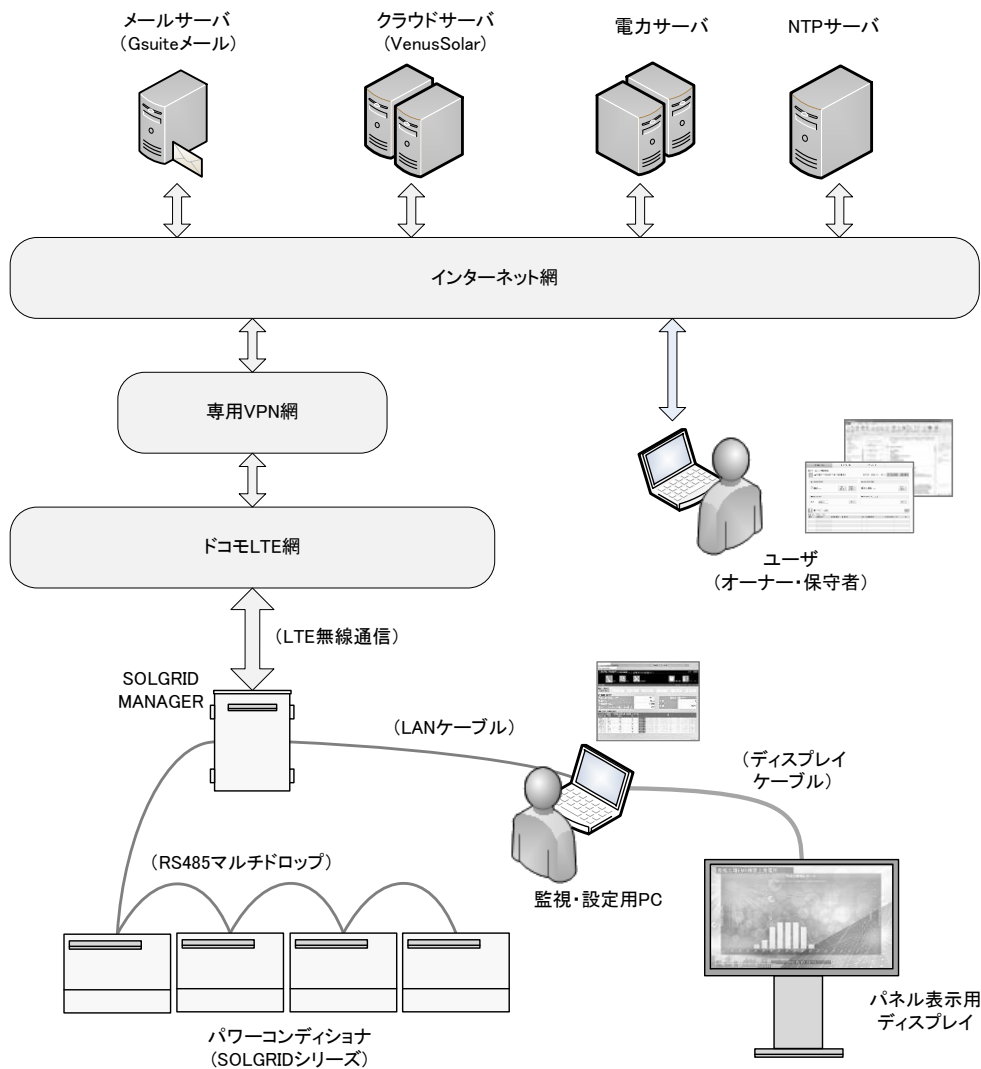 メールサーバ
（Gsuiteメール）
クラウドサーバ
（VenusSolar）
電力サーバ
NTPサーバ
インターネット網
専用VPN網
ドコモLTE網
ユーザ
（オーナー・保守者）
（LTE無線通信）
SOLGRID
MANAGER
（LANケーブル）
（ディスプレイ
ケーブル）
（RS485マルチドロップ）
監視・設定用PC
パワーコンディショナ
（SOLGRIDシリーズ）
パネル表示用
ディスプレイ